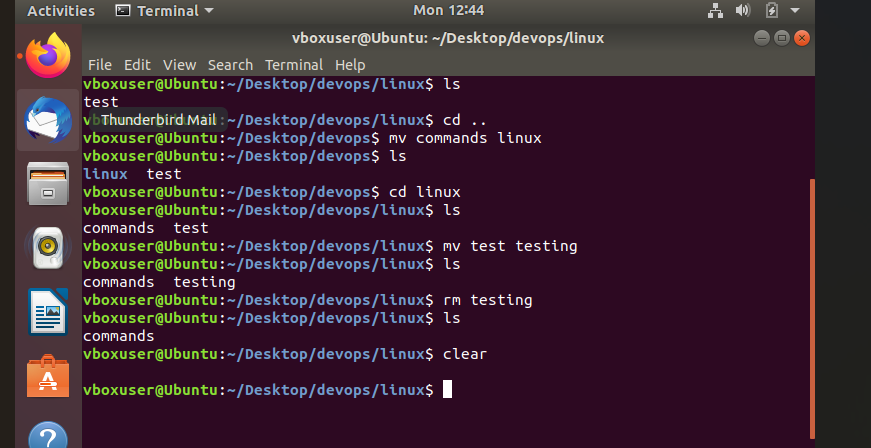 Activities Terminal Mon 12:44
vboxuser@Ubuntu: ~/Desktop/devops/linux
File Edit View Search Terminal Help
vboxuser@Ubuntu:~/Desktop/devops/linux$ ls
test
Thunderbird Mail
:~/Desktop/devops/linux$ cd ..
vboxuser@Ubuntu:~/Desktop/devops$ mv commands linux
vboxuser@Ubuntu:~/Desktop/devops$ ls
linux test
vboxuser@Ubuntu:~/Desktop/devops$ cd linux
vboxuser@Ubuntu:~/Desktop/devops/linux$ ls
commands test
vboxuser@Ubuntu:~/Desktop/devops/linux$ mv test testing
vboxuser@Ubuntu:~/Desktop/devops/linux$ ls
commands testing
vboxuser@Ubuntu:~/Desktop/devops/linux$ rm testing
vboxuser@Ubuntu:~/Desktop/devops/linux$ ls
commands
vboxuser@Ubuntu:~/Desktop/devops/linux$ clear
vboxuser@Ubuntu:~/Desktop/devops/linux$